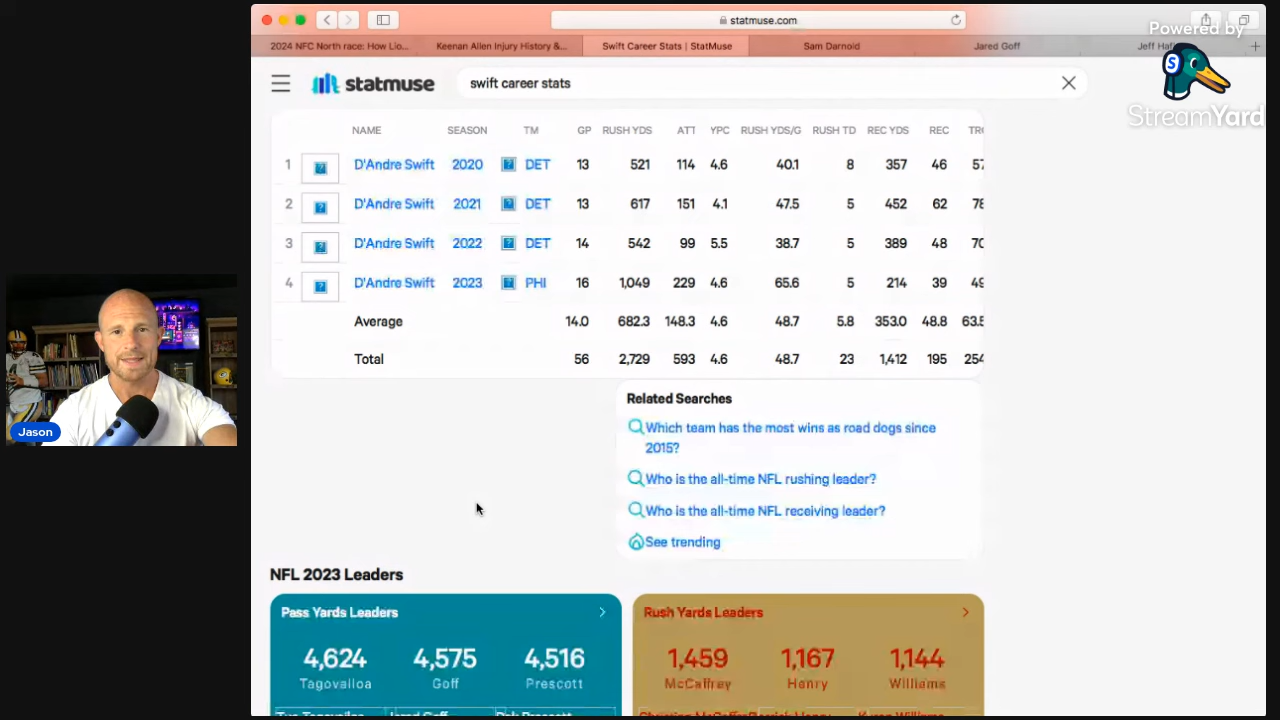 statmuse.com
Powered by
StreamYard
2024 NFC North race: How Lio...
Keenan Allen Injury History &...
Swift Career Stats | StatMuse
Sam Darnoid
Jared Goff
statmuse
swift career stats
NAME SEASON TM GP RUSH YDS ATT YPC RUSH YDS/G RUSH TD REC YDS REC
1 D'Andre Swift 2020 DET 13 521 114 4.6 40.1 8 357 46
2 D'Andre Swift 2021 DET 13 617 151 4.1 47.5 5 452 62
3 D'Andre Swift 2022 DET 14 542 99 5.5 38.7 5 389 48
4 D'Andre Swift 2023 PHI 16 1,049 229 4.6 65.6 5 214 39
Average 14.0 682.3 148.3 4.6 48.7 5.8 353.0 48.8 63.5
Total 56 2,729 593 4.6 48.7 23 1,412 195 254
Jason
Related Searches
Which team has the most wins as road dogs since
2015?
Who is the all-time NFL rushing leader?
Who is the all-time NFL receiving leader?
See trending
NFL 2023 Leaders
Pass Yards Leaders
4,624 4,575 4,516
Tagovailoa Goff Prescott
Rush Yards Leaders
1,459 1,167 1,144
McCaffrey Henry Williams